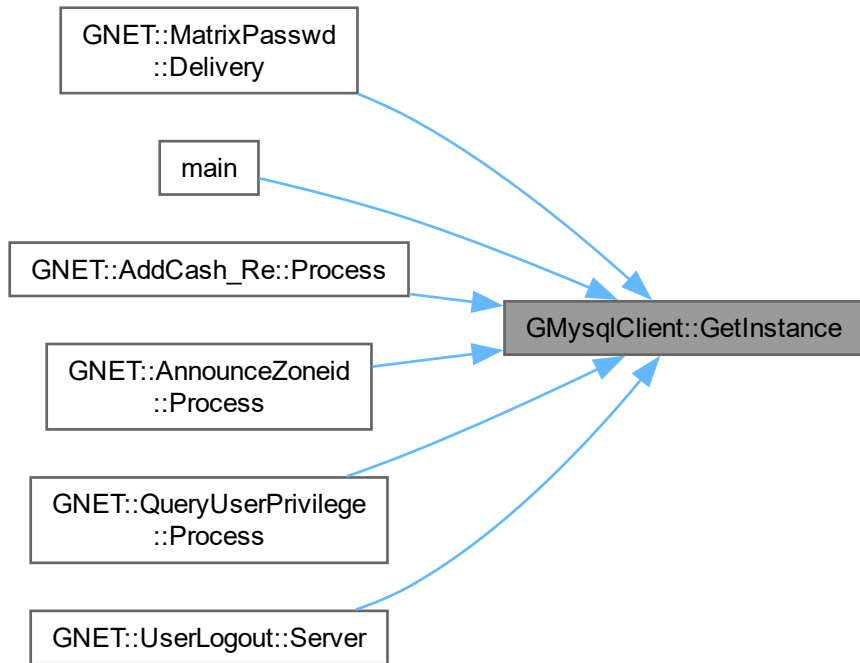 GNET::MatrixPasswd
::Delivery
main
GNET::AddCash_Re::Process
GMysqlClient::GetInstance
GNET::AnnounceZoneid
::Process
GNET::QueryUserPrivilege
::Process
GNET::UserLogout::Server